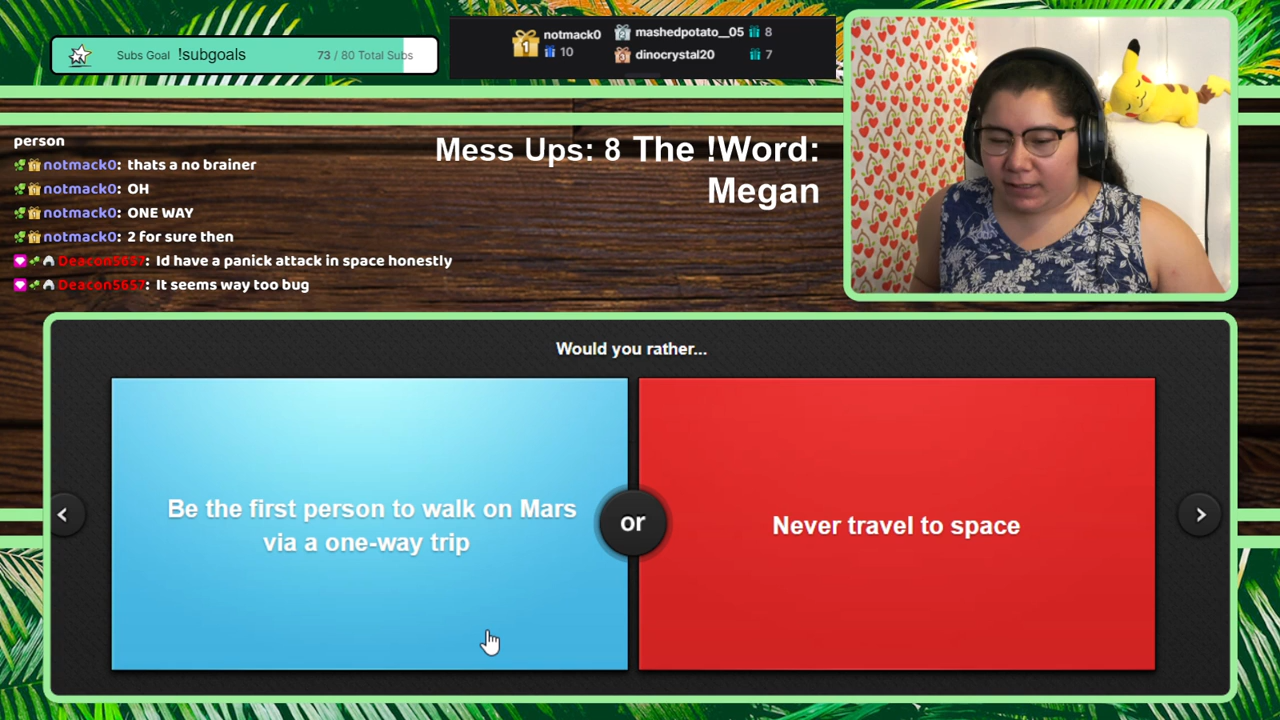 Subs Goal !subgoals 73 / 80 Total Subs
1 notmack0 10
mashedpotato__05 8
dinocrystal20 7
person
notmack0: thats a no brainer
notmack0: OH
notmack0: ONE WAY
notmack0: 2 for sure then
Deacon5657: Id have a panick attack in space honestly
Deacon5657: It seems way too bug
Mess Ups: 8 The !Word:
Megan
Would you rather...
Be the first person to walk on Mars
via a one-way trip
or
Never travel to space